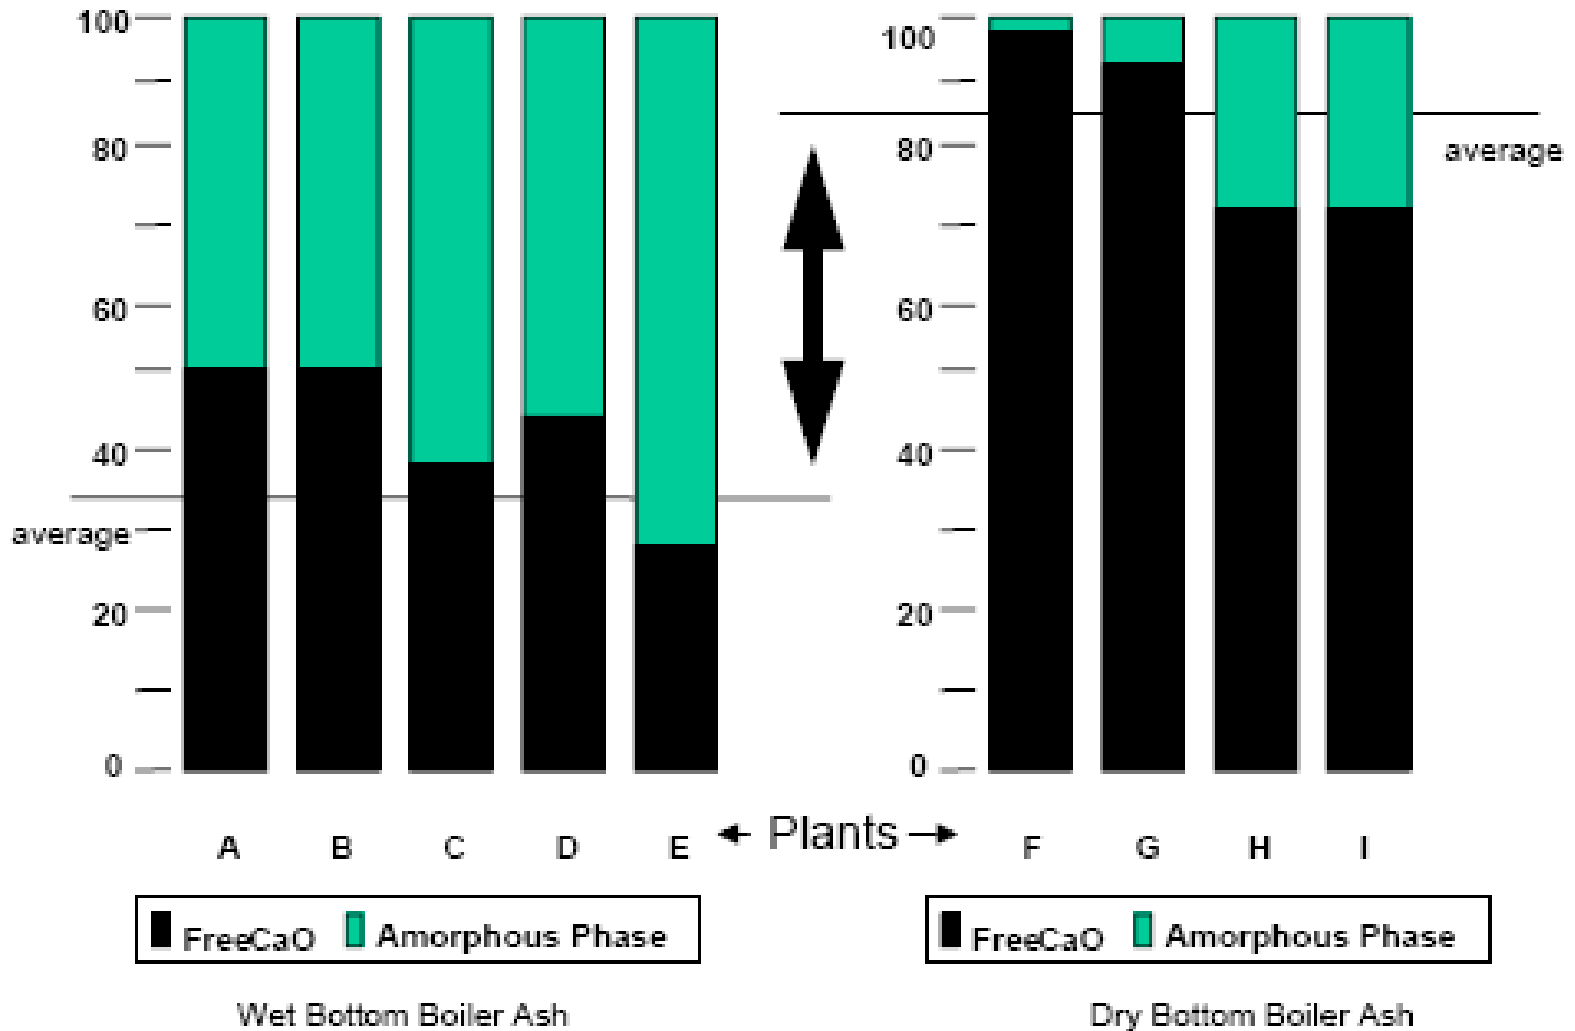 100
80
60
40
average
20
0
100
80
average
60
40
20
0
A B C D E
Plants
F G H I
FreeCaO Amorphous Phase
FreeCaO Amorphous Phase
Wet Bottom Boiler Ash
Dry Bottom Boiler Ash